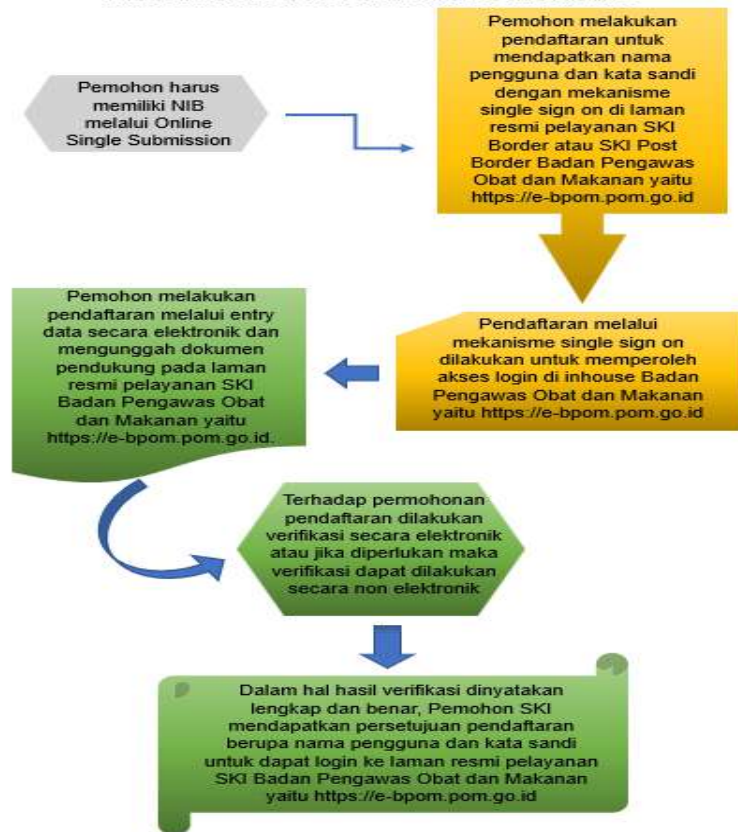 Pemohon harus
memiliki NIB
melalui Online
Single Submission
Pemohon melakukan
pendaftaran untuk
mendapatkan nama
pengguna dan kata sandi
dengan mekanisme
single sign on di laman
resmi pelayanan SKI
Border atau SKI Post
Border Badan Pengawas
Obat dan Makanan yaitu
https://e-bpom.pom.go.id
Pendaftaran melalui
mekanisme single sign on
dilakukan untuk memperoleh
akses login di inhouse Badan
Pengawas Obat dan Makanan
yaitu https://e-bpom.pom.go.id
Pemohon melakukan
pendaftaran melalui entry
data secara elektronik dan
mengunggah dokumen
pendukung pada laman
resmi pelayanan SKI
Badan Pengawas Obat
dan Makanan yaitu
https://e-bpom.pom.go.id.
Terhadap permohonan
pendaftaran dilakukan
verifikasi secara elektronik
atau jika diperlukan maka
verifikasi dapat dilakukan
secara non elektronik
Dalam hal hasil verifikasi dinyatakan
lengkap dan benar, Pemohon SKI
mendapatkan persetujuan pendaftaran
berupa nama pengguna dan kata sandi
untuk dapat login ke laman resmi pelayanan
SKI Badan Pengawas Obat dan Makanan
yaitu https://e-bpom.pom.go.id